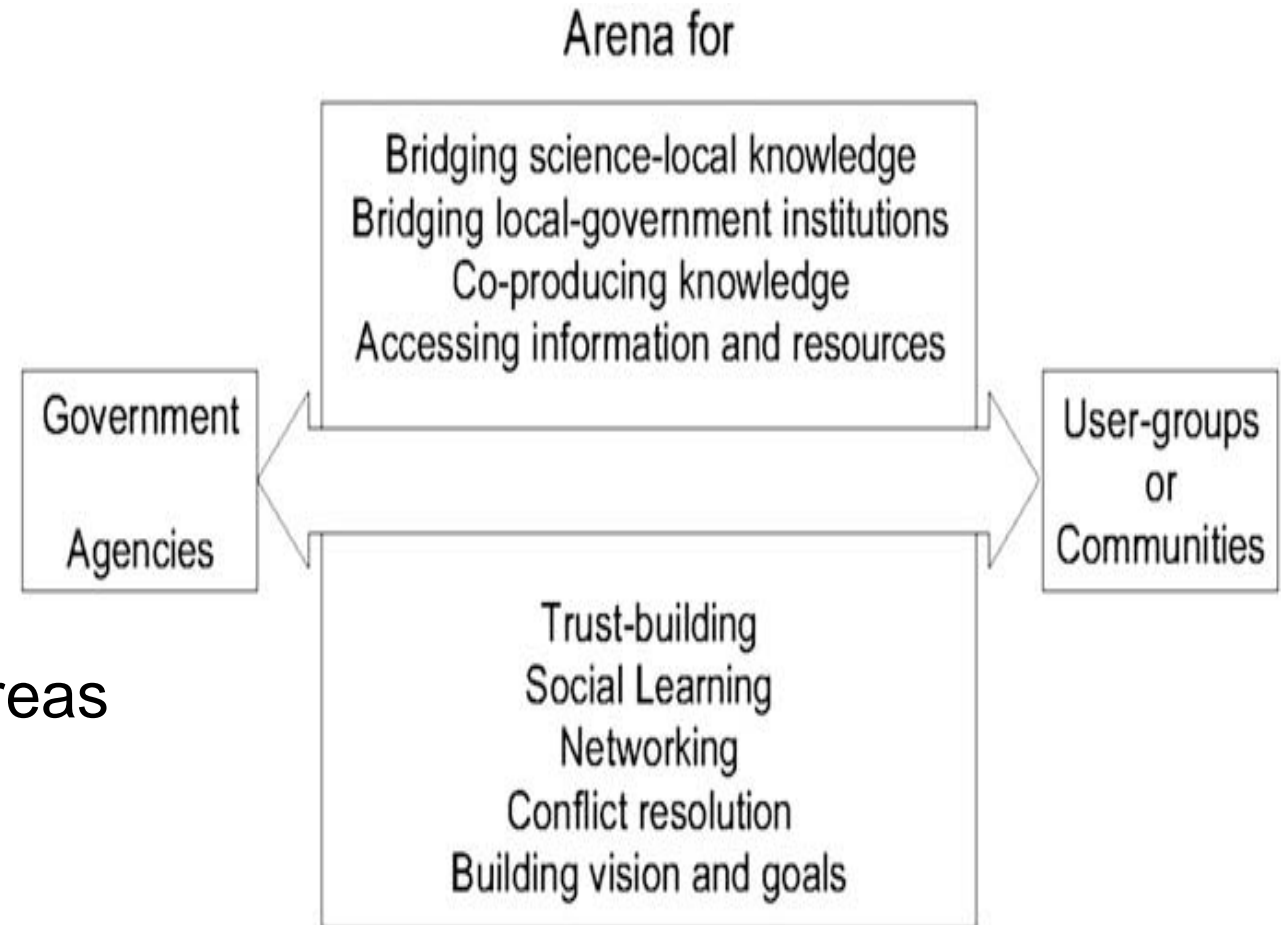 Arena for
Bridging science-local knowledge
Bridging local-government institutions
Co-producing knowledge
Accessing information and resources
Government
Agencies
User-groups
or
Communities
Trust-building
Social Learning
Networking
Conflict resolution
Building vision and goals